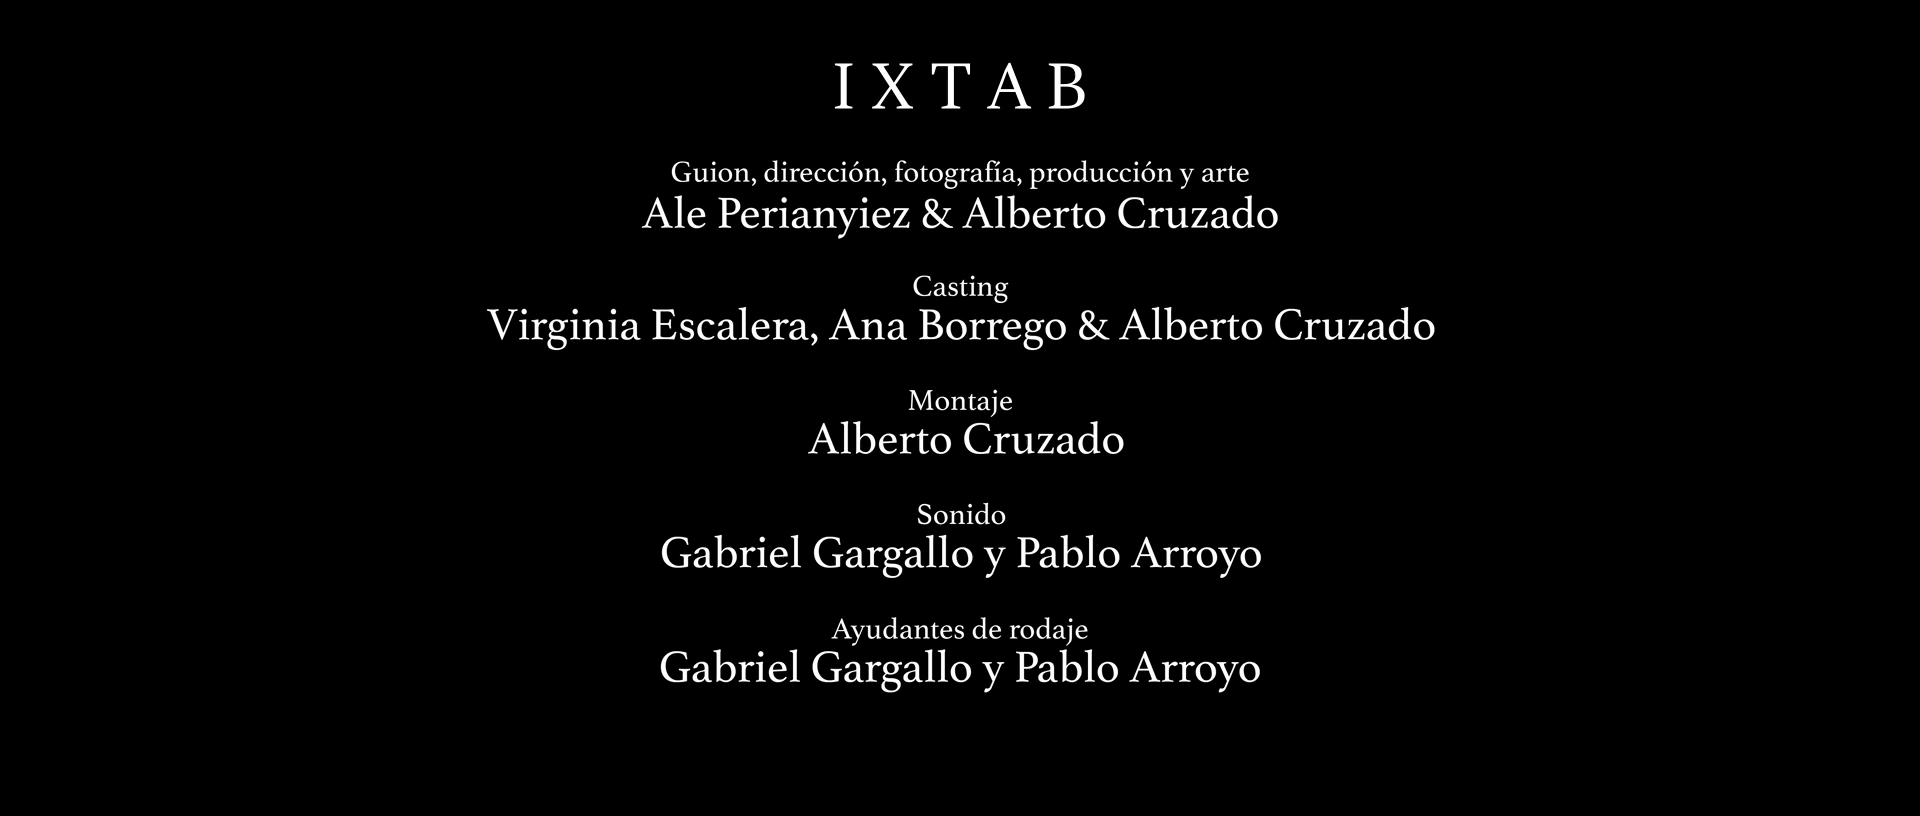 IXTAB
Guion, dirección, fotografía, producción y arte
Ale Perianyiez & Alberto Cruzado
Casting
Virginia Escalera, Ana Borrego & Alberto Cruzado
Montaje
Alberto Cruzado
Sonido
Gabriel Gargallo y Pablo Arroyo
Ayudantes de rodaje
Gabriel Gargallo y Pablo Arroyo